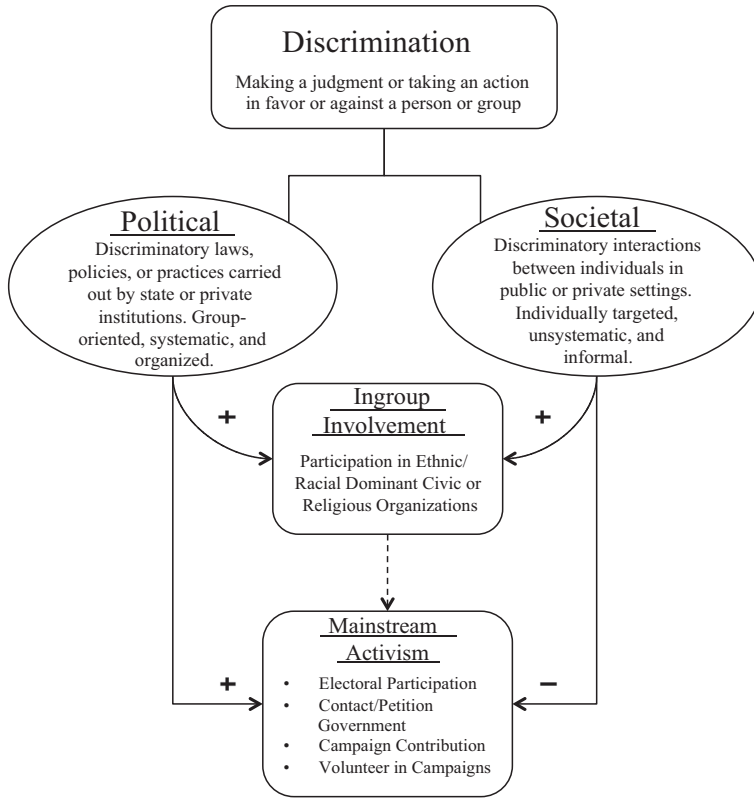 Discrimination
Making a judgment or taking an action
in favor or against a person or group
Political
Discriminatory laws,
policies, or practices carried
out by state or private
institutions. Group-
oriented, systematic, and
organized.
Societal
Discriminatory interactions
between individuals in
public or private settings.
Individually targeted,
unsystematic, and
informal.
+
+
Ingroup
Involvement
Participation in Ethnic/
Racial Dominant Civic or
Religious Organizations
+
–
Mainstream
Activism
• Electoral Participation
• Contact/Petition
Government
• Campaign Contribution
• Volunteer in Campaigns